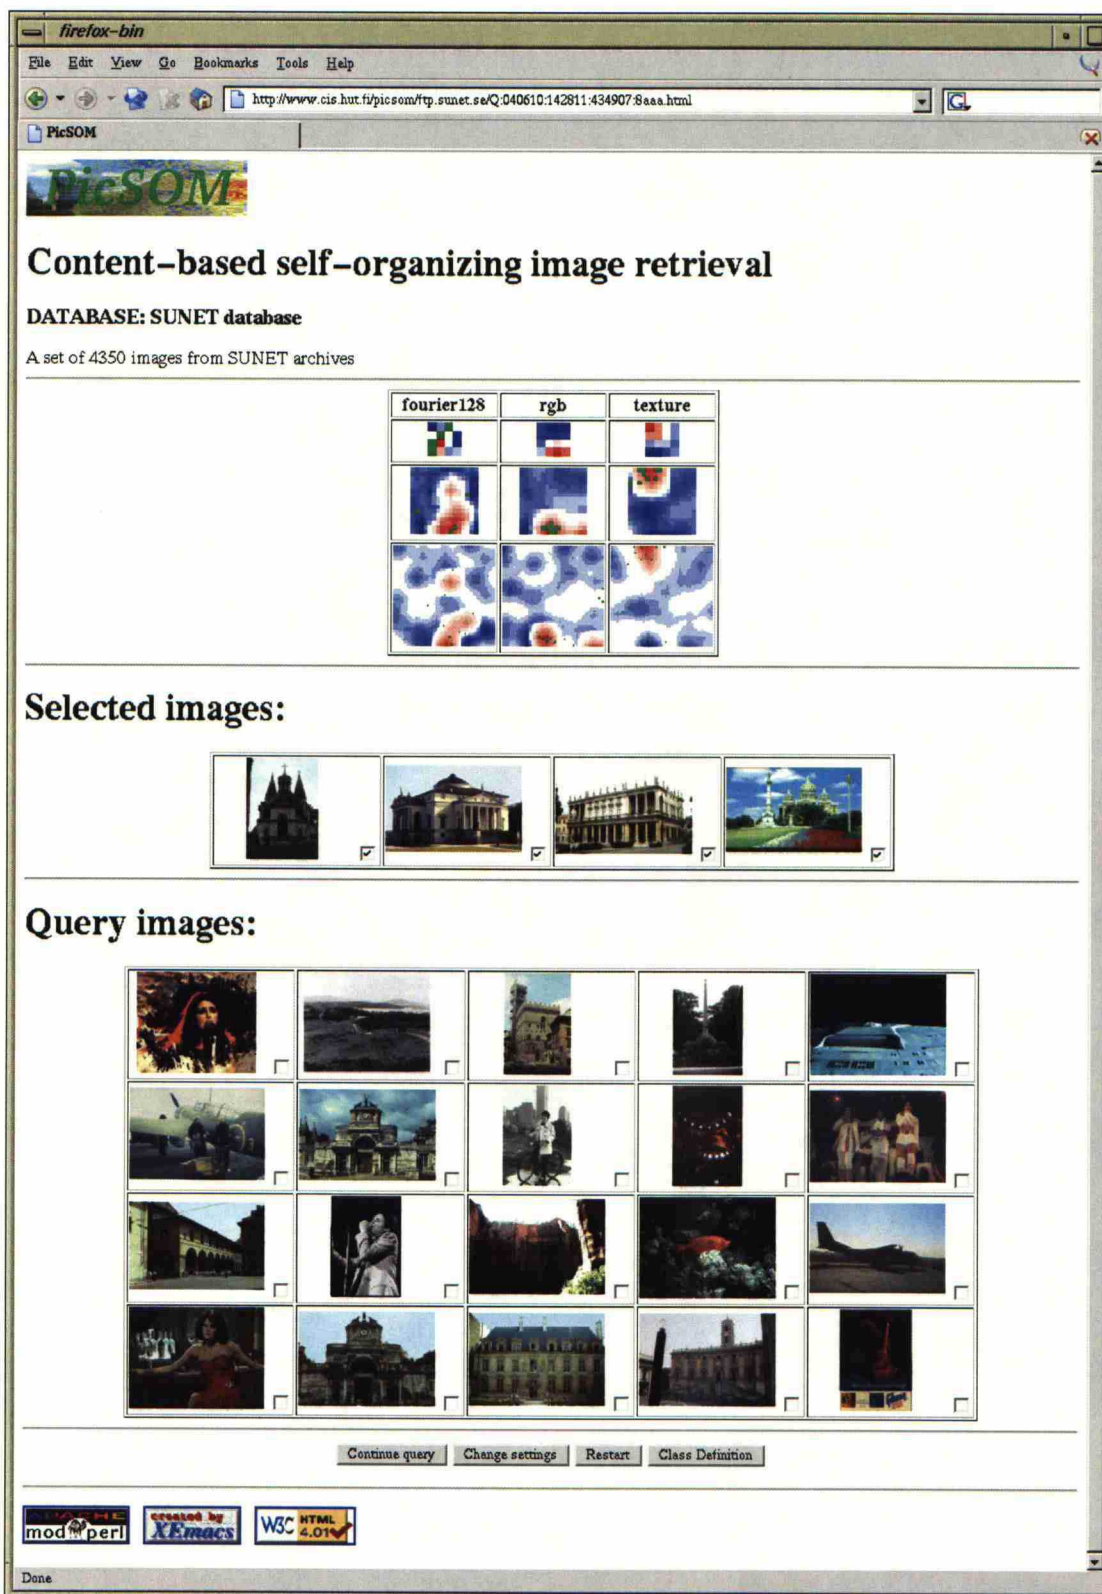 firefox-bin
File Edit View Go Bookmarks Tools Help
http://www.cis.hut.fi/picsom/ftp.sunet.se/Q:040610:142811:434907:8aaa.html
G
PicSOM
PicSOM
Content-based self-organizing image retrieval
DATABASE: SUNET database
A set of 4350 images from SUNET archives
fourier128 rgb texture
Selected images:
Query images:
Continue query Change settings Restart Class Definition
APACHE
mod perl
created by
XEmacs
W3C HTML
4.01
Done